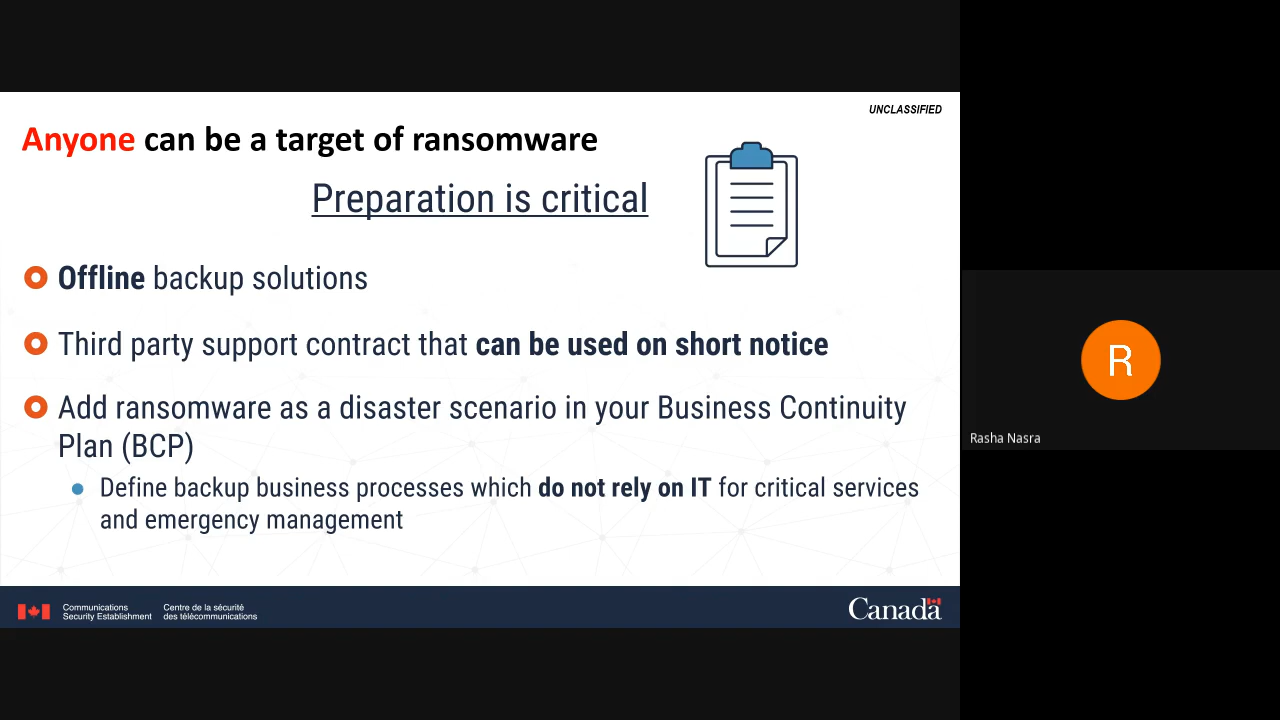 UNCLASSIFIED
Anyone can be a target of ransomware
Preparation is critical
Offline backup solutions
Third party support contract that can be used on short notice
Add ransomware as a disaster scenario in your Business Continuity
Plan (BCP)
Define backup business processes which do not rely on IT for critical services
and emergency management
Communications
Security Establishment
Centre de la sécurité
des télécommunications
Canada
R
Rasha Nasra